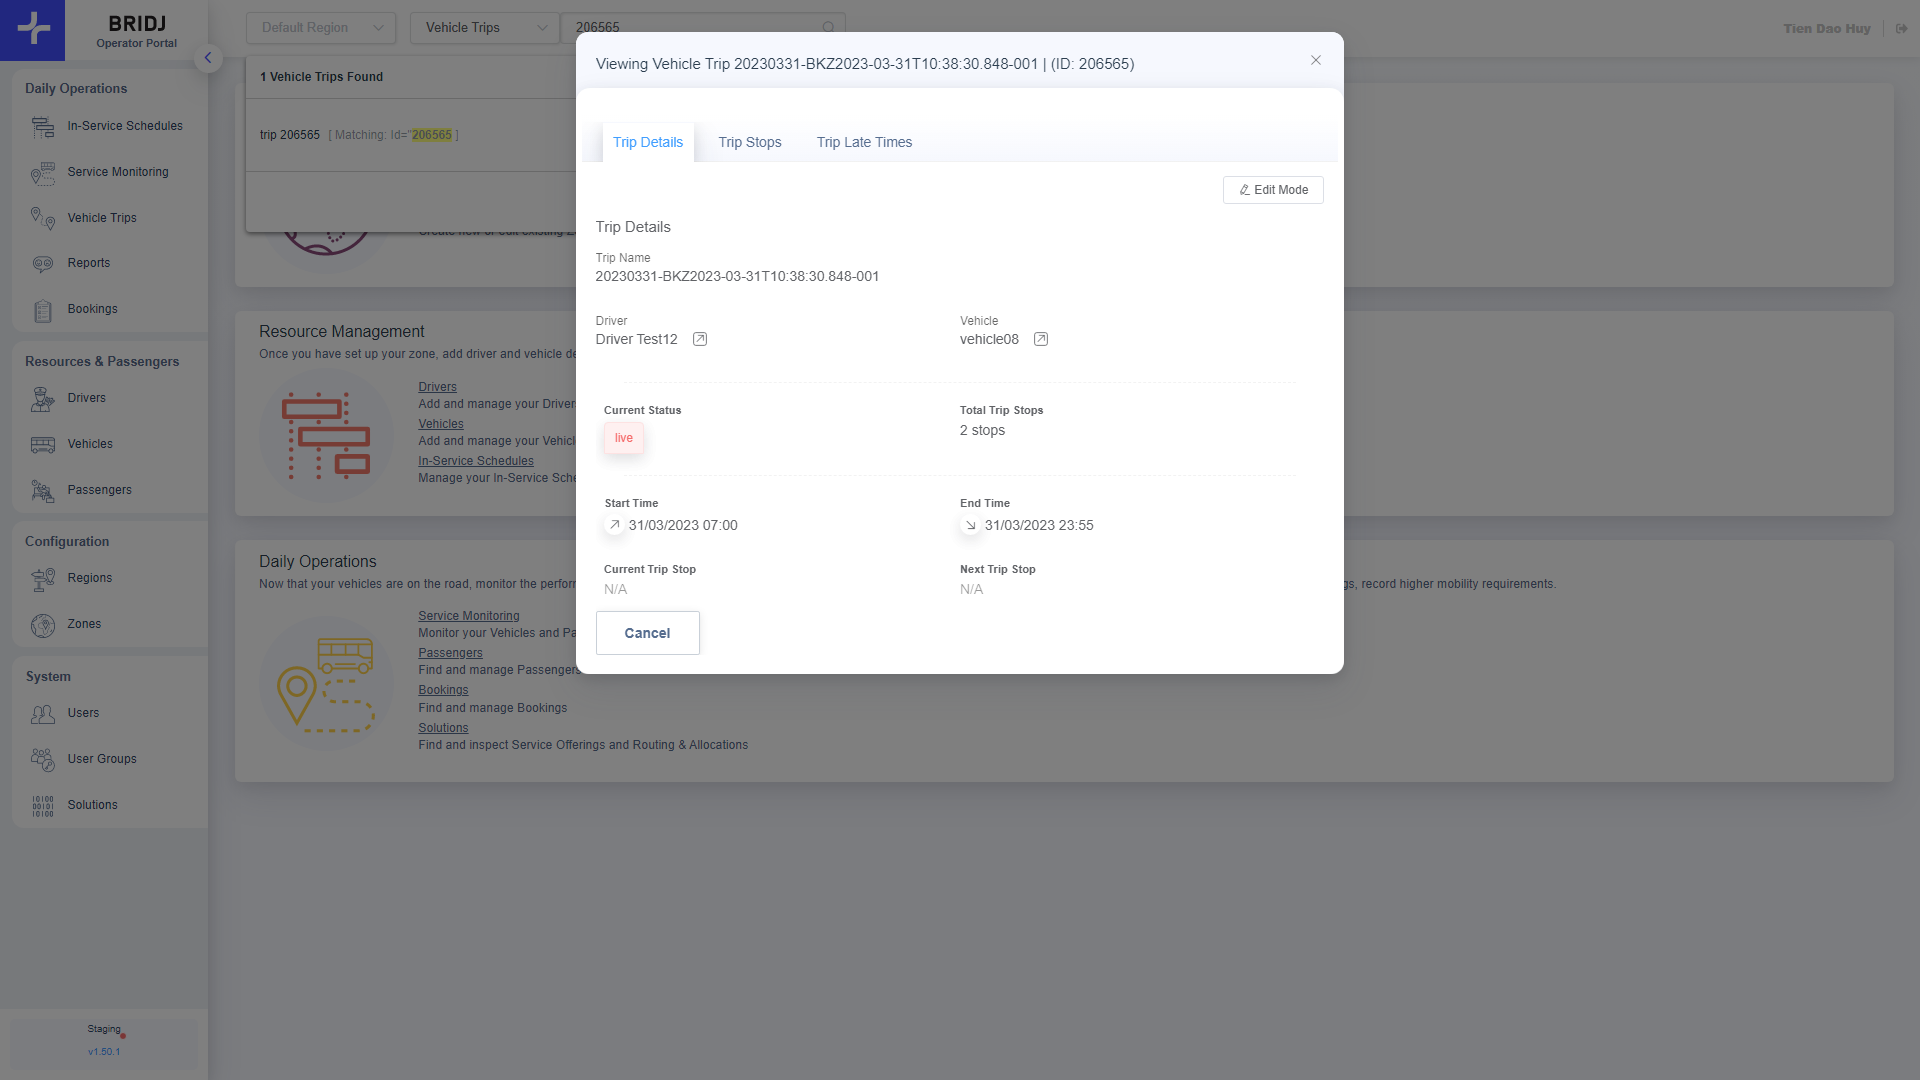 BRIDJ
Operator Portal
Default Region
Vehicle Trips
206565
Tien Dao Huy
1 Vehicle Trips Found
trip 206565 [ Matching: Id="206565 ]
Daily Operations
In-Service Schedules
Service Monitoring
Vehicle Trips
Reports
Bookings
Resources & Passengers
Drivers
Vehicles
Passengers
Configuration
Regions
Zones
System
Users
User Groups
Solutions
Staging
v1.50.1
Create new or edit existing Z
Resource Management
Once you have set up your zone, add driver and vehicle de
Drivers
Add and manage your Driver
Vehicles
Add and manage your Vehicl
In-Service Schedules
Manage your In-Service Sche
Daily Operations
Now that your vehicles are on the road, monitor the perform
gs, record higher mobility requirements.
Service Monitoring
Monitor your Vehicles and Pa
Passengers
Find and manage Passengers
Bookings
Find and manage Bookings
Solutions
Find and inspect Service Offerings and Routing & Allocations
Viewing Vehicle Trip 20230331-BKZ2023-03-31T10:38:30.848-001 | (ID: 206565)
Trip Details
Trip Stops
Trip Late Times
Edit Mode
Trip Details
Trip Name
20230331-BKZ2023-03-31T10:38:30.848-001
Driver
Driver Test12
Vehicle
vehicle08
Current Status
live
Total Trip Stops
2 stops
Start Time
31/03/2023 07:00
End Time
31/03/2023 23:55
Current Trip Stop
N/A
Next Trip Stop
N/A
Cancel